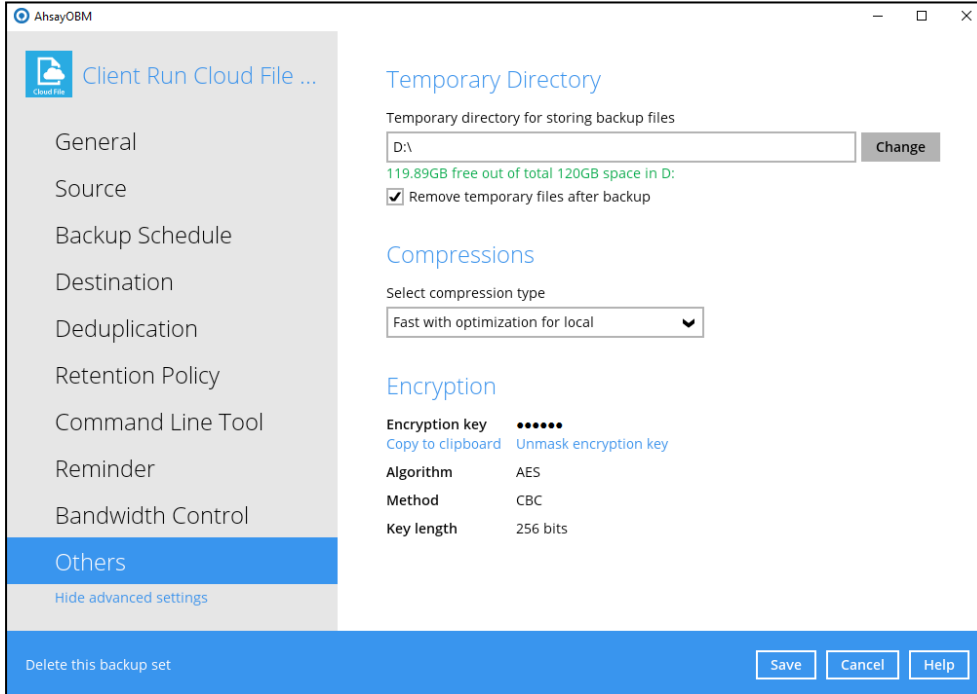 AhsayOBM
Cloud File
Client Run Cloud File ...
General
Source
Backup Schedule
Destination
Deduplication
Retention Policy
Command Line Tool
Reminder
Bandwidth Control
Others
Hide advanced settings
Temporary Directory
Temporary directory for storing backup files
D:\
Change
119.89GB free out of total 120GB space in D:
Remove temporary files after backup
Compressions
Select compression type
Fast with optimization for local
Encryption
Encryption key ••••••
Copy to clipboard Unmask encryption key
Algorithm AES
Method CBC
Key length 256 bits
Delete this backup set
Save Cancel Help